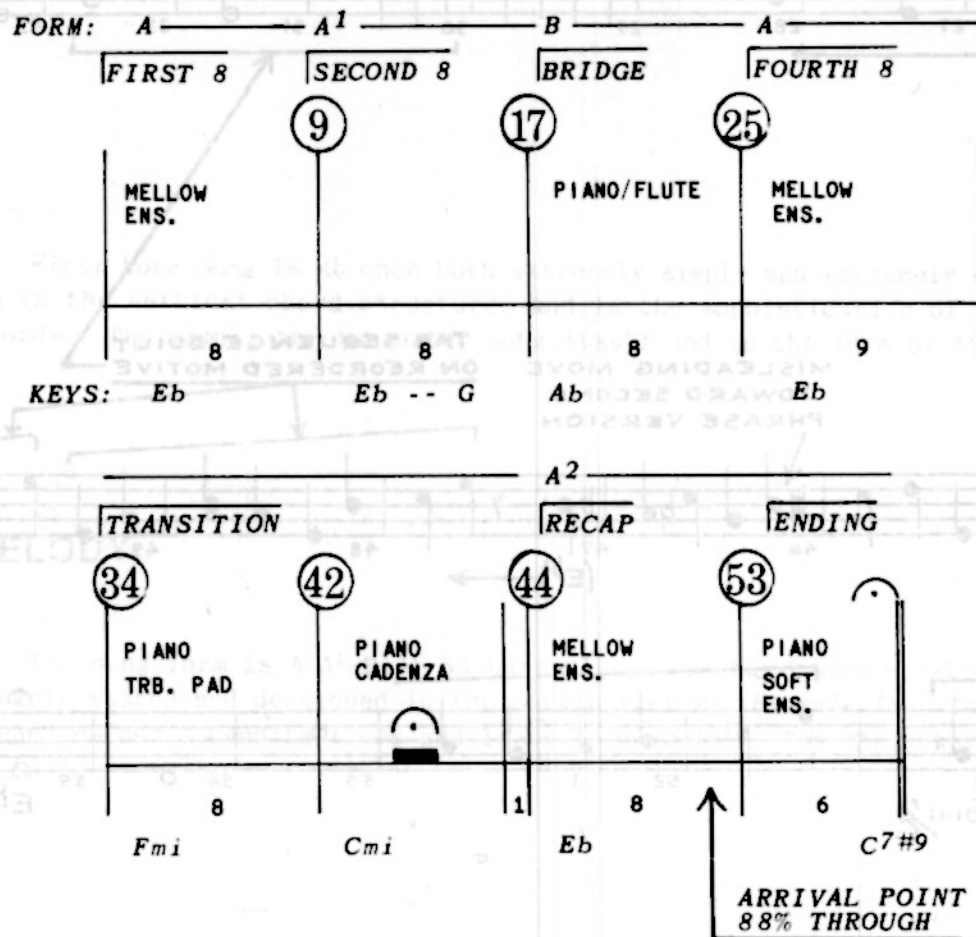 FORM: A A¹ B A
FIRST 8 SECOND 8 BRIDGE FOURTH 8
9 17 25
MELLOW PIANO/FLUTE MELLOW
ENS. ENS.
8 8 8 9
KEYS: Eb Eb -- G Ab Eb
A²
TRANSITION RECAP ENDING
34 42 44 53
PIANO PIANO MELLOW PIANO
TRB. PAD CADENZA ENS. SOFT
ENS.
8 1 8 6
Fmi Cmi Eb C7#9
ARRIVAL POINT
88% THROUGH